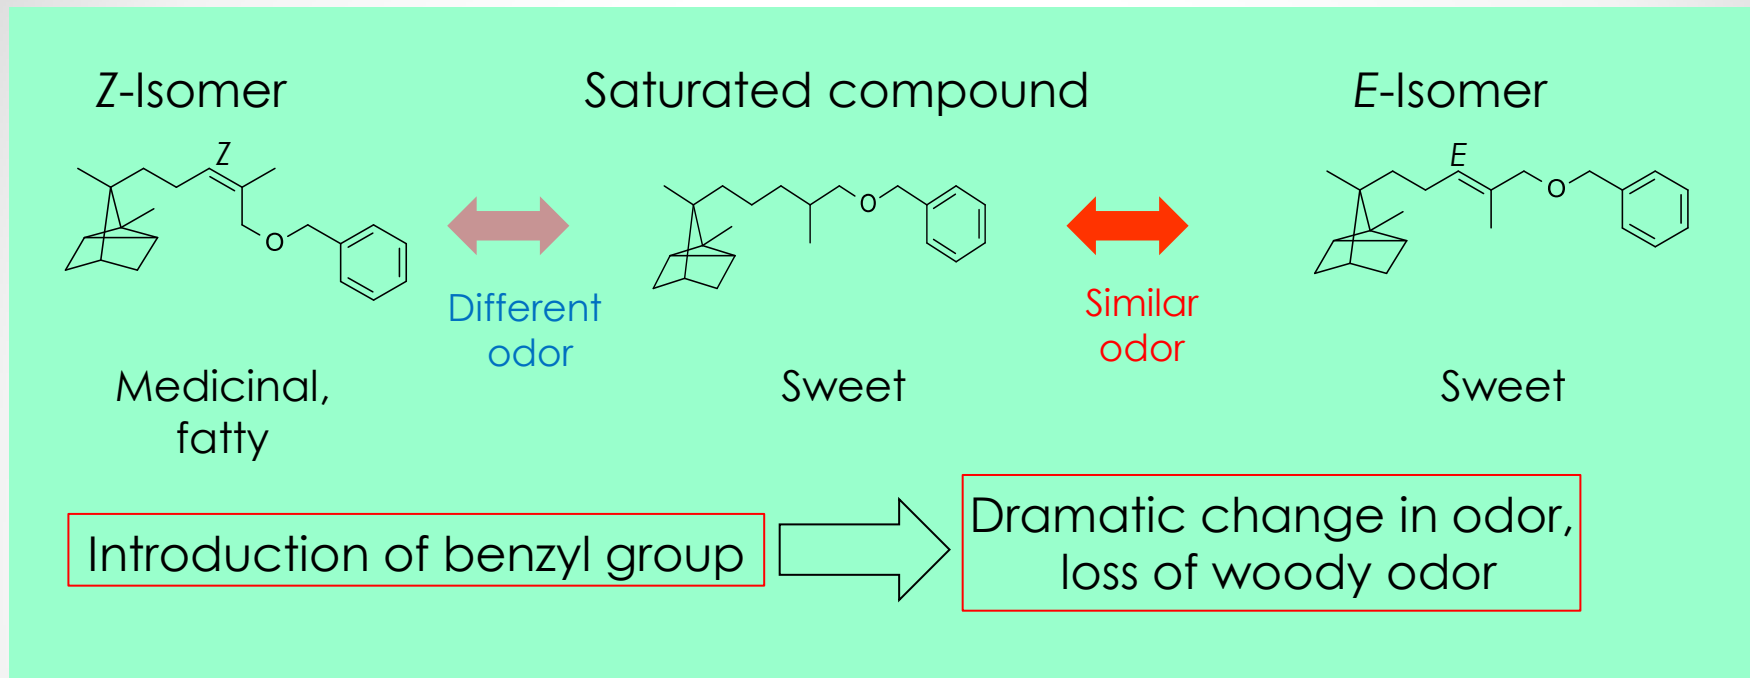 Z-Isomer
Saturated compound
E-Isomer
Z
O
O
E
O
Different
odor
Similar
odor
Medicinal,
fatty
Sweet
Sweet
Introduction of benzyl group
Dramatic change in odor,
loss of woody odor